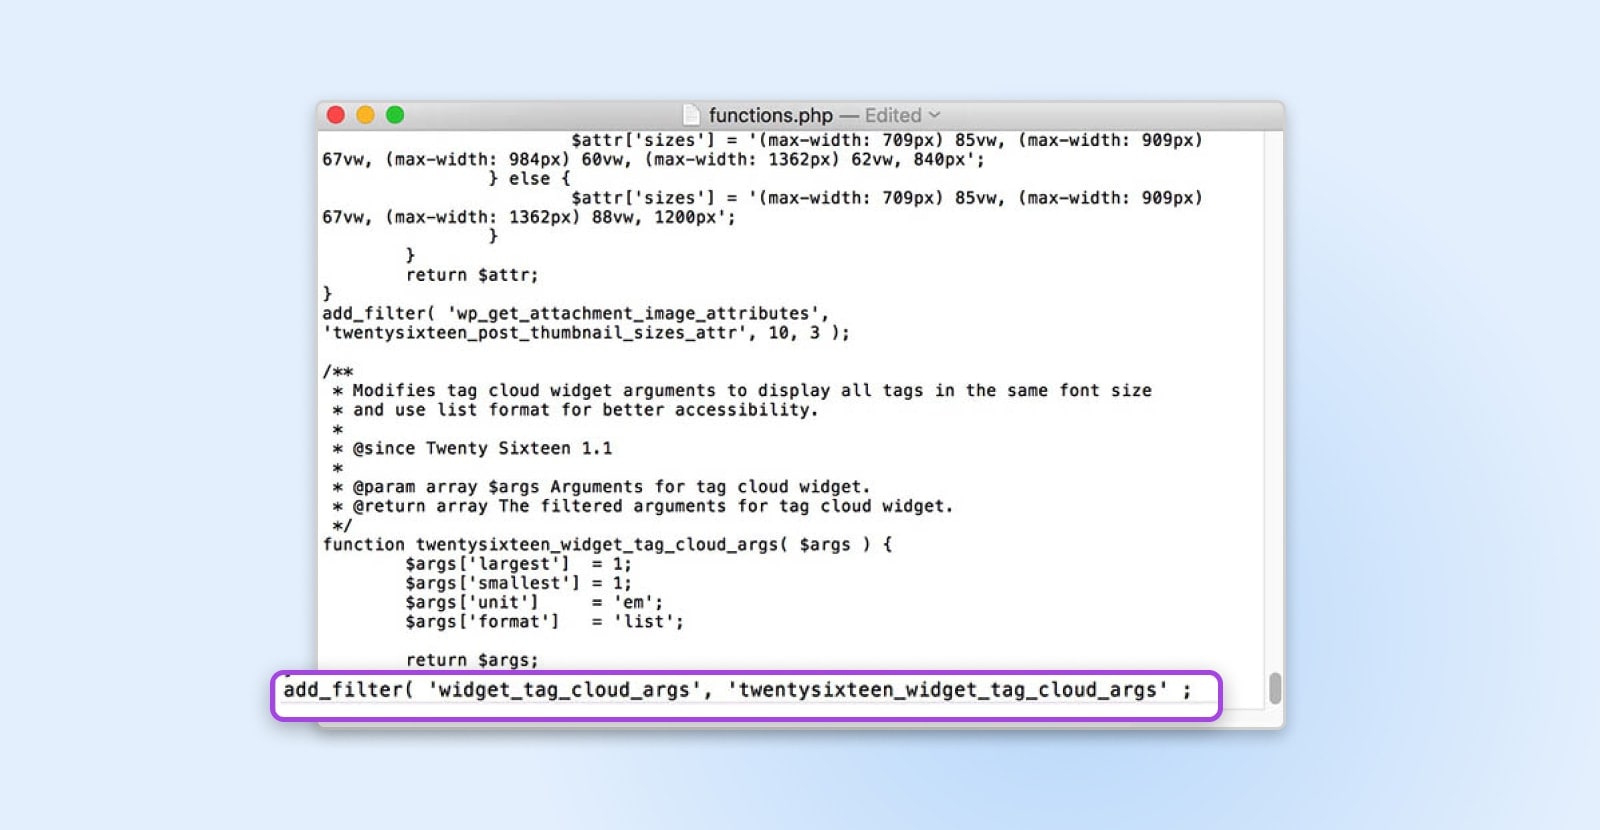 functions.php — Edited
$attr['sizes'] = '(max-width: 709px) 85vw, (max-width: 909px)
67vw, (max-width: 984px) 60vw, (max-width: 1362px) 62vw, 840px';
} else {
$attr['sizes'] = '(max-width: 709px) 85vw, (max-width: 909px)
67vw, (max-width: 1362px) 88vw, 1200px';
}
}
return $attr;
}
add_filter( 'wp_get_attachment_image_attributes',
'twentysixteen_post_thumbnail_sizes_attr', 10, 3 );
/**
* Modifies tag cloud widget arguments to display all tags in the same font size
* and use list format for better accessibility.
*
* @since Twenty Sixteen 1.1
*
* @param array $args Arguments for tag cloud widget.
* @return array The filtered arguments for tag cloud widget.
*/
function twentysixteen_widget_tag_cloud_args( $args ) {
$args['largest']  = 1;
$args['smallest'] = 1;
$args['unit']     = 'em';
$args['format']   = 'list';
return $args;
add_filter( 'widget_tag_cloud_args', 'twentysixteen_widget_tag_cloud_args' ;